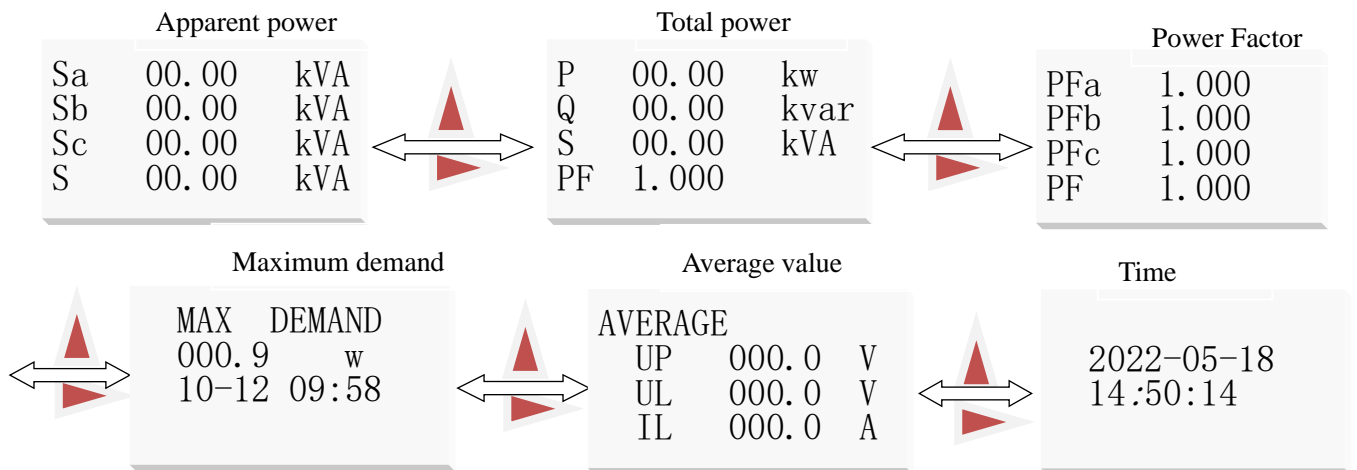 Apparent power
Sa 00.00 kVA
Sb 00.00 kVA
Sc 00.00 kVA
S 00.00 kVA
Total power
P 00.00 kw
Q 00.00 kvar
S 00.00 kVA
PF 1.000
Power Factor
PFa 1.000
PFb 1.000
PFc 1.000
PF 1.000
Maximum demand
MAX DEMAND
000.9 w
10-12 09:58
Average value
AVERAGE
UP 000.0 V
UL 000.0 V
IL 000.0 A
Time
2022-05-18
14:50:14